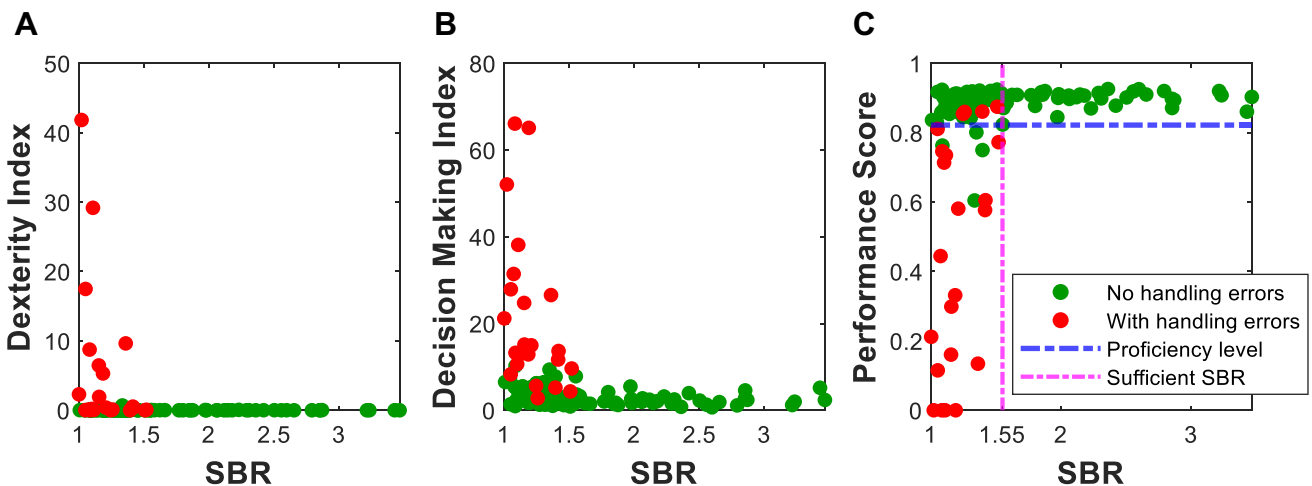 A
B
C
Dexterity Index
50
40
30
20
10
0
1
1.5
2
2.5
3
SBR
Decision Making Index
80
60
40
20
0
1
1.5
2
2.5
3
SBR
Performance Score
1
0.8
0.6
0.4
0.2
0
1
1.55
2
3
SBR
No handling errors
With handling errors
Proficiency level
Sufficient SBR